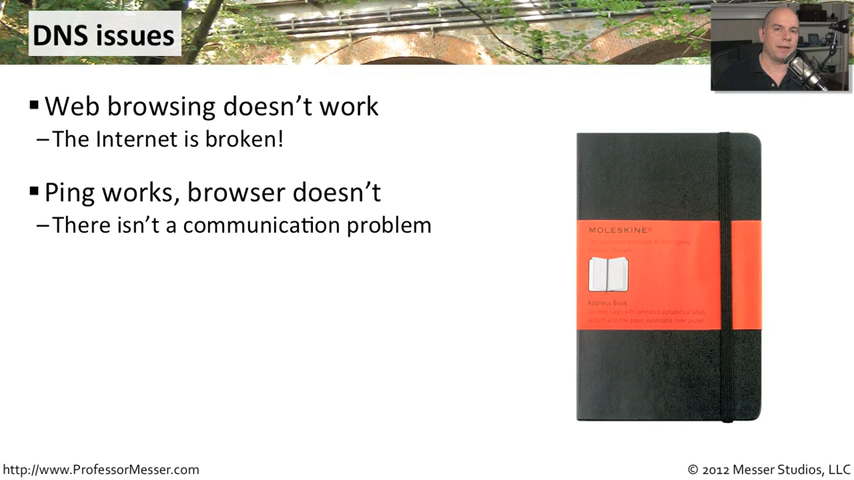 DNS issues
▪ Web browsing doesn't work
– The Internet is broken!
▪ Ping works, browser doesn't
– There isn't a communication problem
MOLESKINE®
Address Book
http://www.ProfessorMesser.com
© 2012 Messer Studios, LLC